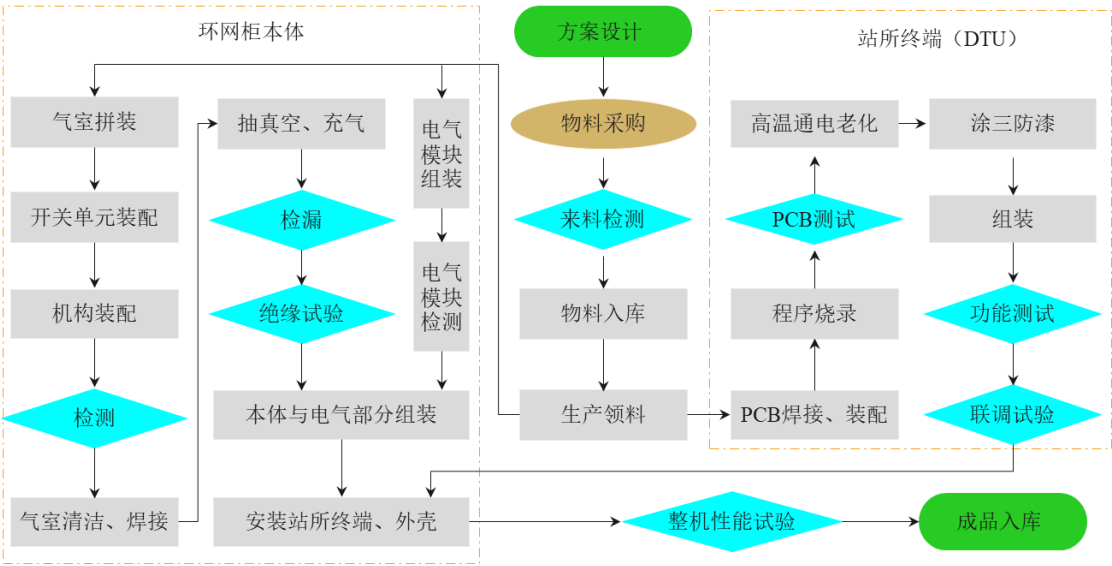 环网柜本体
方案设计
站所终端（DTU）
气室拼装
抽真空、充气
电气
模块
组装
物料采购
高温通电老化
涂三防漆
开关单元装配
检漏
来料检测
PCB测试
组装
机构装配
绝缘试验
电气
模块
检测
物料入库
程序烧录
功能测试
检测
本体与电气部分组装
生产领料
PCB焊接、装配
联调试验
气室清洁、焊接
安装站所终端、外壳
整机性能试验
成品入库